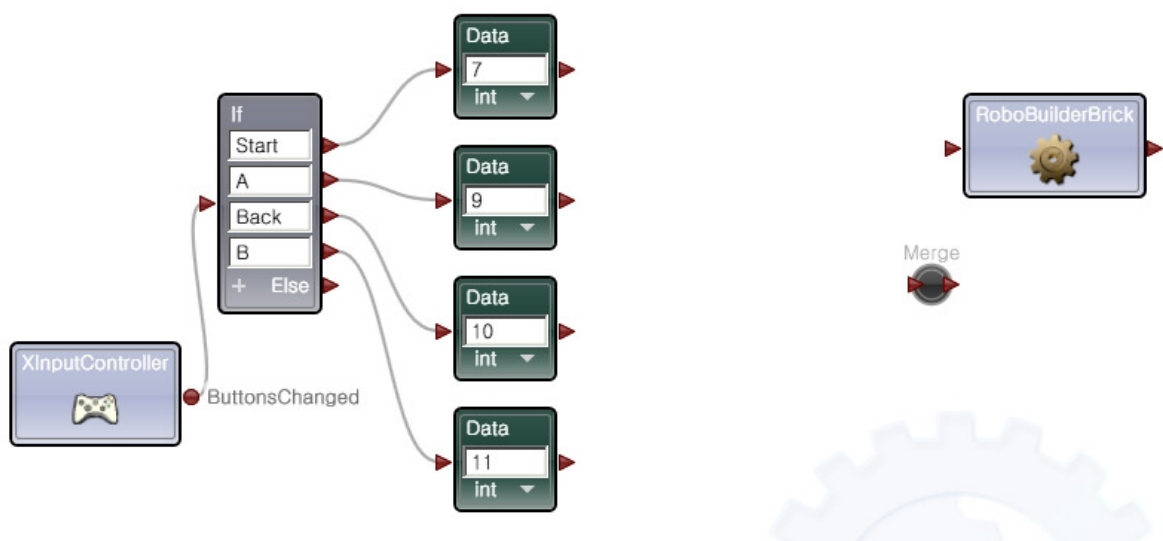 Data
7
int
If
Start
A
Back
B
+ Else
Data
9
int
Data
10
int
Data
11
int
XInputController
ButtonsChanged
RoboBuilderBrick
Merge